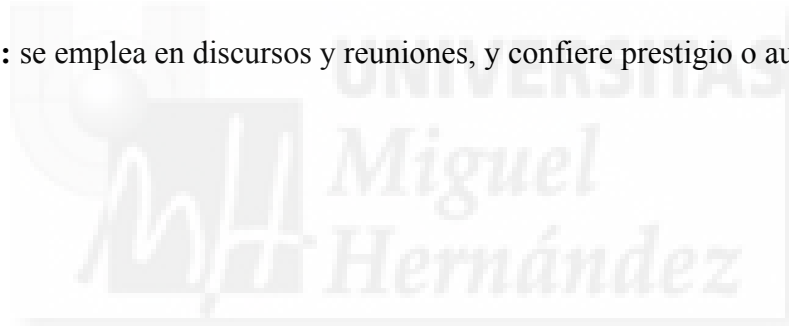 : se emplea en discursos y reuniones, y confiere prestigio o au
UNIVERSITAS
Miguel
Hernández